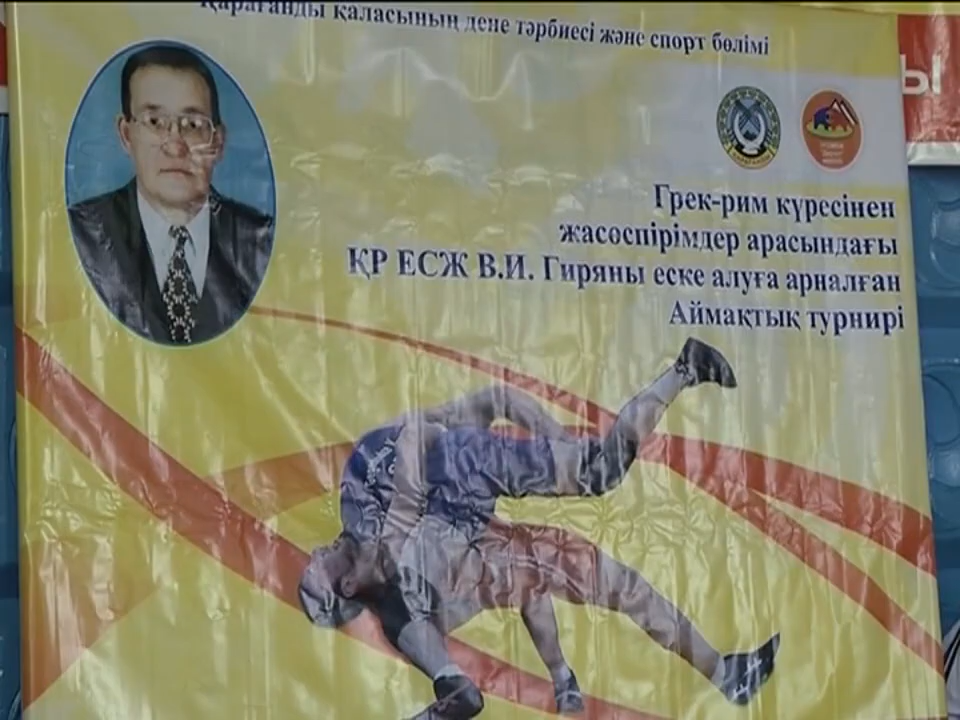 Қарағанды қаласының дене тәрбиесі және спорт бөлімі
Грек-рим күресінен
жасөспірімдер арасындағы
ҚР ЕСЖ В.И. Гиряны еске алуға арналған
Аймақтық турнирі
ҚАРАҒАНДЫ